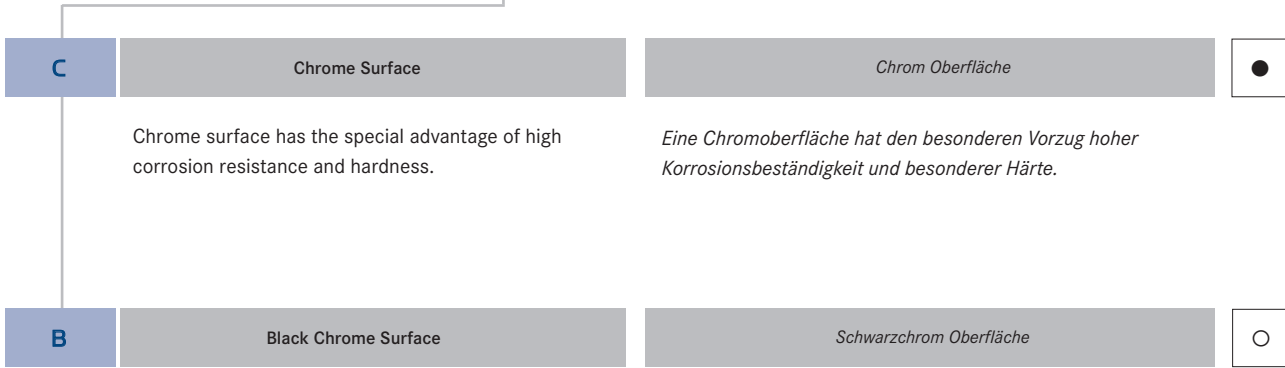 C
Chrome Surface
Chrom Oberfläche
Chrome surface has the special advantage of high
corrosion resistance and hardness.
Eine Chromoberfläche hat den besonderen Vorzug hoher
Korrosionsbeständigkeit und besonderer Härte.
B
Black Chrome Surface
Schwarzchrom Oberfläche